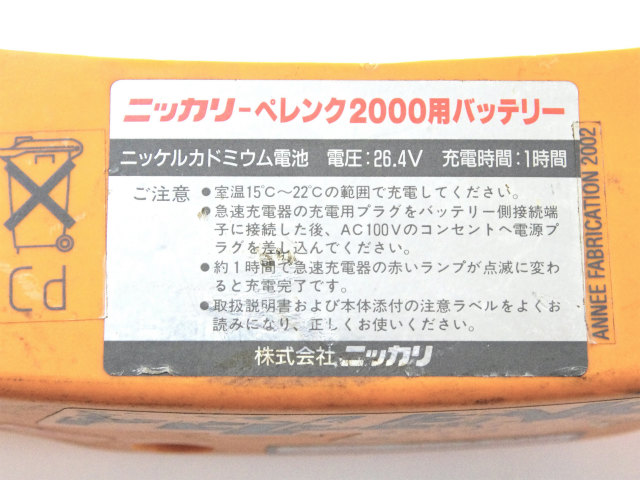 ニッカリ-ペレンク2000用バッテリー
ニッケルカドミウム電池 電圧:26.4V 充電時間:1時間
ご注意 ●室温15℃〜22℃の範囲で充電してください。
●急速充電器の充電用プラグをバッテリー側接続端
子に接続した後、AC100Vのコンセントへ電源プ
ラグを差し込んでください。
●約1時間で急速充電器の赤いランプが点滅に変わ
ると充電完了です。
●取扱説明書および本体添付の注意ラベルをよくお
読みになり、正しくお使いください。
株式会社ニッカリ
ANNEE FABRICATION 2002